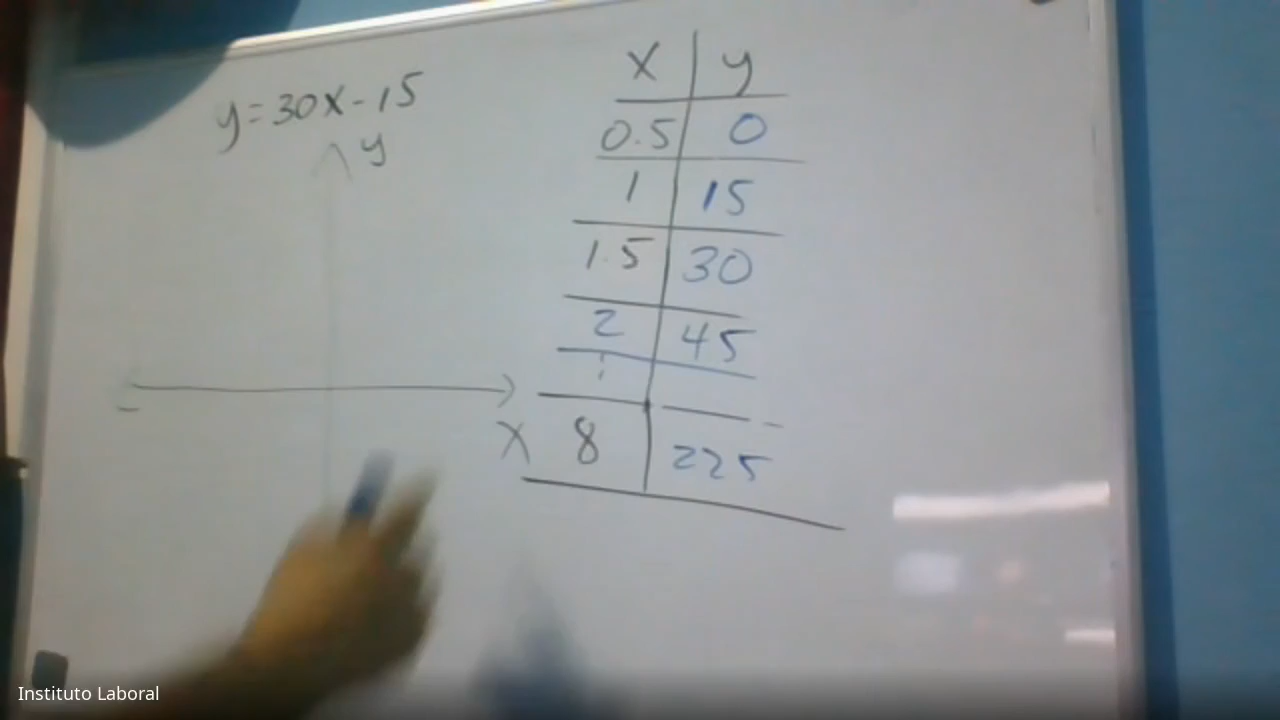 y=30x-15
y
x
x y
0.5 0
1 15
1.5 30
2 45
8 225
Instituto Laboral